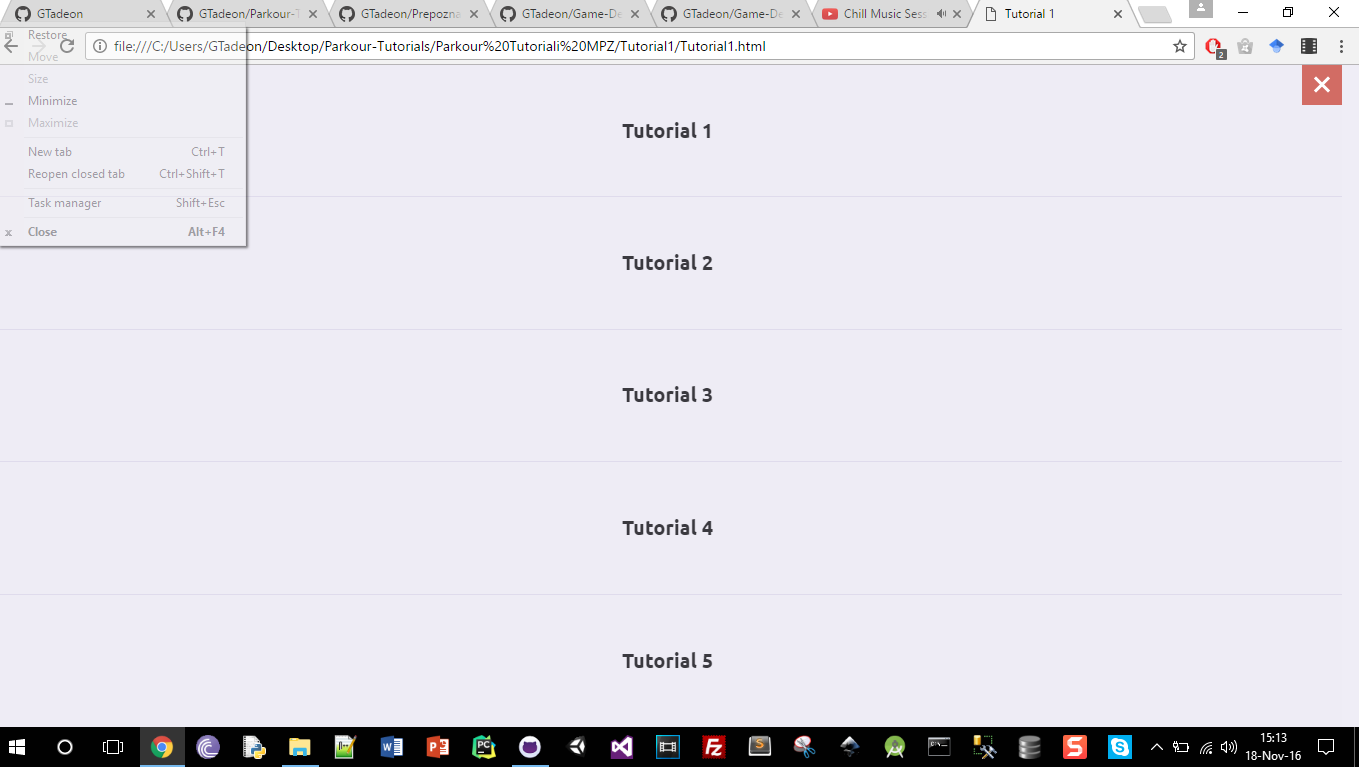 GTadeon
GTadeon/Parkour-T
GTadeon/Prepozna
GTadeon/Game-De
GTadeon/Game-De
Chill Music Sess
Tutorial 1
file:///C:/Users/GTadeon/Desktop/Parkour-Tutorials/Parkour%20Tutoriali%20MPZ/Tutorial1/Tutorial1.html
2
Restore
Move
Size
Minimize
Maximize
New tab Ctrl+T
Reopen closed tab Ctrl+Shift+T
Task manager Shift+Esc
Close Alt+F4
Tutorial 1
Tutorial 2
Tutorial 3
Tutorial 4
Tutorial 5
15:13
18-Nov-16